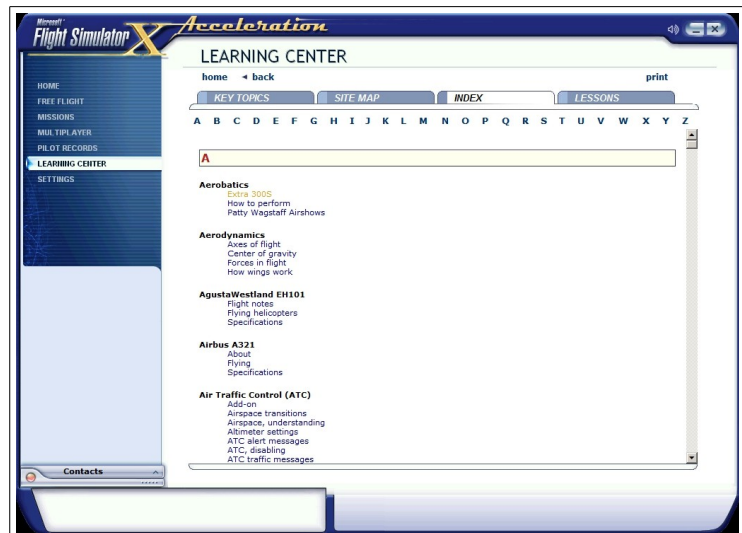 Microsoft
Flight Simulator X
Acceleration
LEARNING CENTER
home ◄ back print
KEY TOPICS SITE MAP INDEX LESSONS
A B C D E F G H I J K L M N O P Q R S T U V W X Y Z
HOME
FREE FLIGHT
MISSIONS
MULTIPLAYER
PILOT RECORDS
LEARNING CENTER
SETTINGS
A
Aerobatics
Extra 300S
How to perform
Patty Wagstaff Airshows
Aerodynamics
Axes of flight
Center of gravity
Forces in flight
How wings work
AgustaWestland EH101
Flight notes
Flying helicopters
Specifications
Airbus A321
About
Flying
Specifications
Air Traffic Control (ATC)
Add-on
Airspace transitions
Airspace, understanding
Altimeter settings
ATC alert messages
ATC, disabling
ATC traffic messages
Contacts